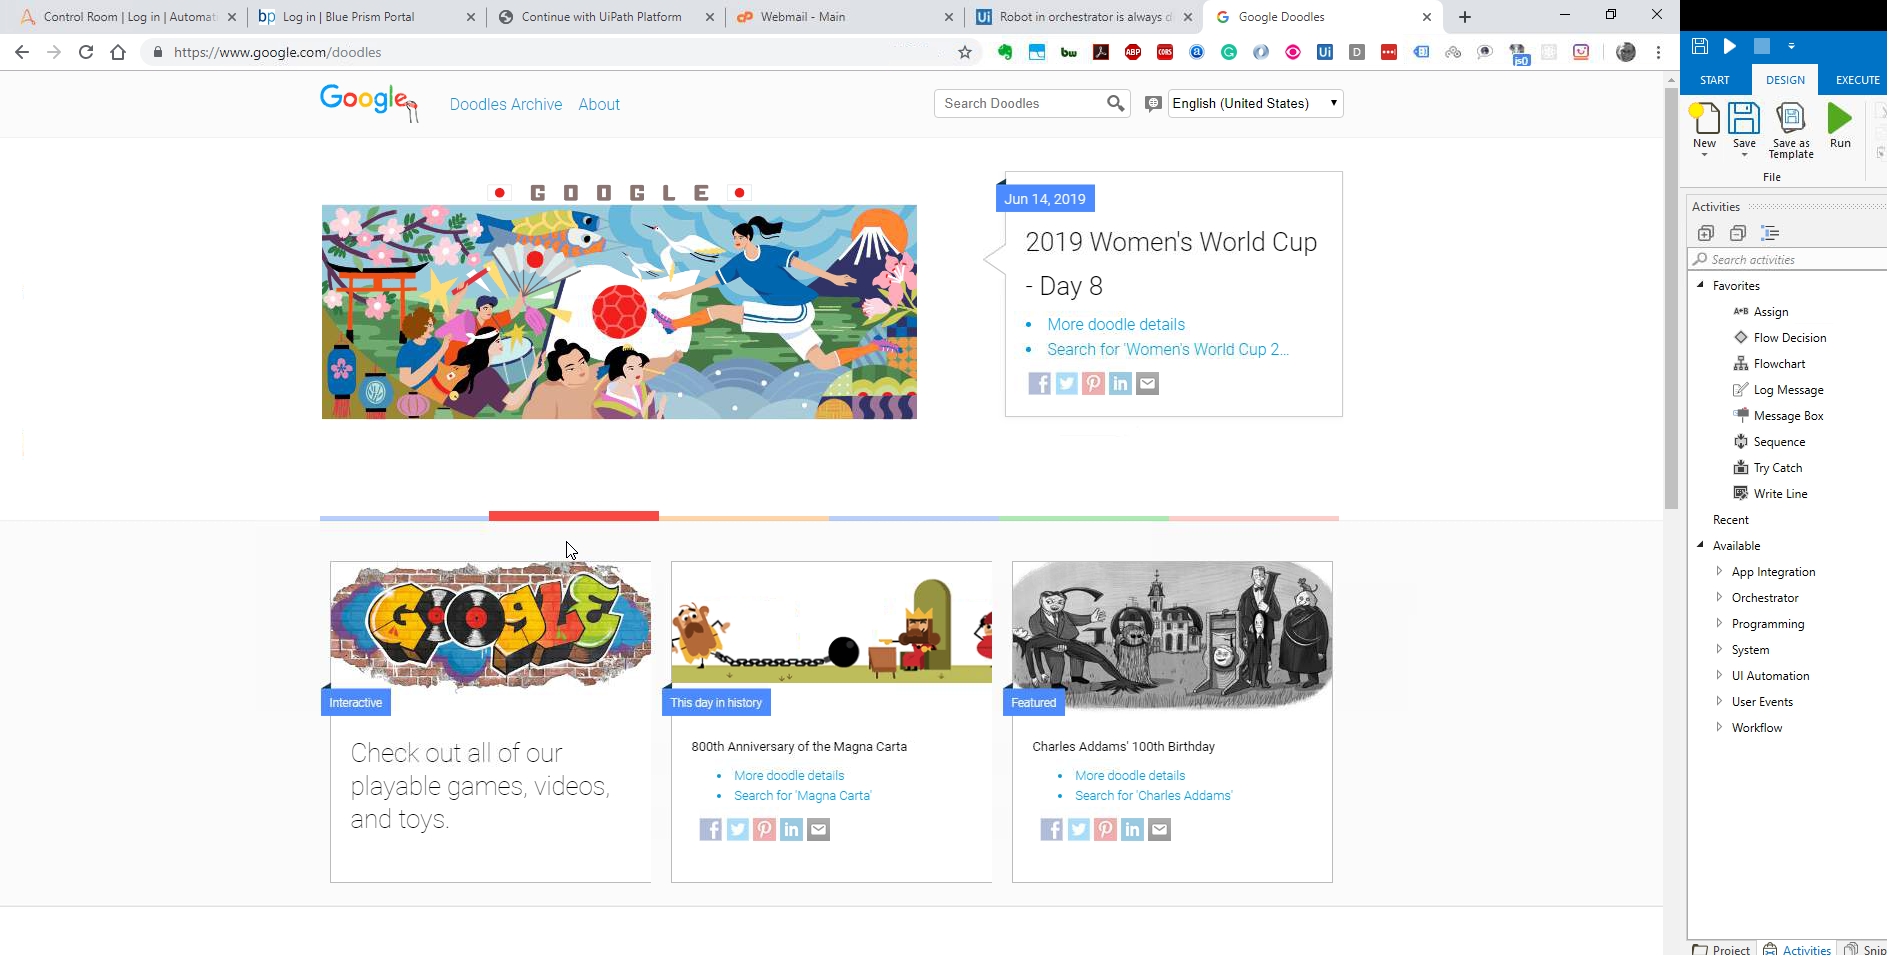 Control Room | Log in | Automat
Log in | Blue Prism Portal
Continue with UiPath Platform
Webmail - Main
Robot in orchestrator is always d
Google Doodles
https://www.google.com/doodles
Google
Doodles Archive
About
Search Doodles
English (United States)
GOOGLE
Jun 14, 2019
2019 Women's World Cup
- Day 8
More doodle details
Search for 'Women's World Cup 2...
GOOGLE
Interactive
Check out all of our
playable games, videos,
and toys.
This day in history
800th Anniversary of the Magna Carta
More doodle details
Search for 'Magna Carta'
Featured
Charles Addams' 100th Birthday
More doodle details
Search for 'Charles Addams'
START
DESIGN
EXECUTE
New
Save
Save as
Template
Run
File
Activities
Search activities
Favorites
Assign
Flow Decision
Flowchart
Log Message
Message Box
Sequence
Try Catch
Write Line
Recent
Available
App Integration
Orchestrator
Programming
System
UI Automation
User Events
Workflow
Project
Activities
Snip